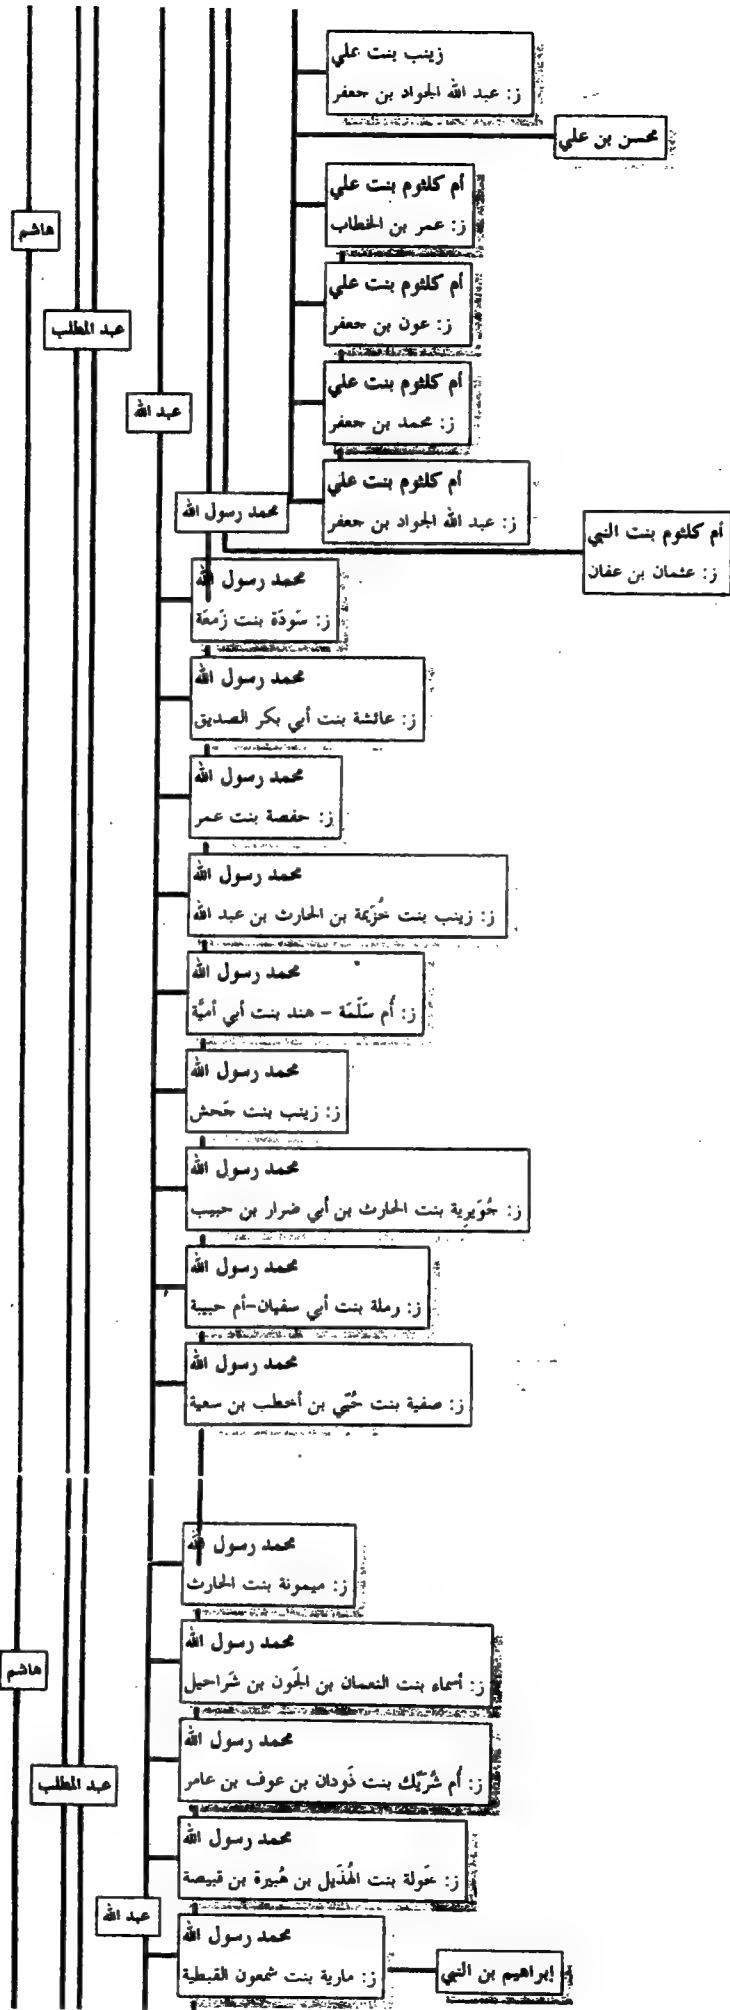 زينب بنت علي
ز: عبد الله الجواد بن جعفر
محسن بن علي
أم كلثوم بنت علي
ز: عمر بن الخطاب
هاشم
أم كلثوم بنت علي
ز: عون بن جعفر
عبد المطلب
أم كلثوم بنت علي
ز: محمد بن جعفر
عبد الله
أم كلثوم بنت علي
ز: عبد الله الجواد بن جعفر
محمد رسول الله
أم كلثوم بنت النبي
ز: عثمان بن عفان
محمد رسول الله
ز: سَودَة بنت زَمعَة
محمد رسول الله
ز: عائشة بنت أبي بكر الصديق
محمد رسول الله
ز: حفصة بنت عمر
محمد رسول الله
ز: زينب بنت خُزَيمة بن الحارث بن عبد الله
محمد رسول الله
ز: أم سَلَمَة - هند بنت أبي أميَّة
محمد رسول الله
ز: زينب بنت جَحش
محمد رسول الله
ز: جُوَيرِية بنت الحارث بن أبي ضرار بن حبيب
محمد رسول الله
ز: رملة بنت أبي سفيان-أم حبيبة
محمد رسول الله
ز: صفية بنت حُيَي بن أخطب بن سعية
محمد رسول الله
ز: ميمونة بنت الحارث
محمد رسول الله
ز: أسماء بنت النعمان بن الجَون بن شَراحيل
هاشم
محمد رسول الله
ز: أم شُرَيْك بنت ذَودان بن عوف بن عامر
عبد المطلب
محمد رسول الله
ز: خَولة بنت الهُذَيل بن هُبيرة بن قبيصة
عبد الله
محمد رسول الله
ز: مارية بنت شمعون القبطية
إبراهيم بن النبي